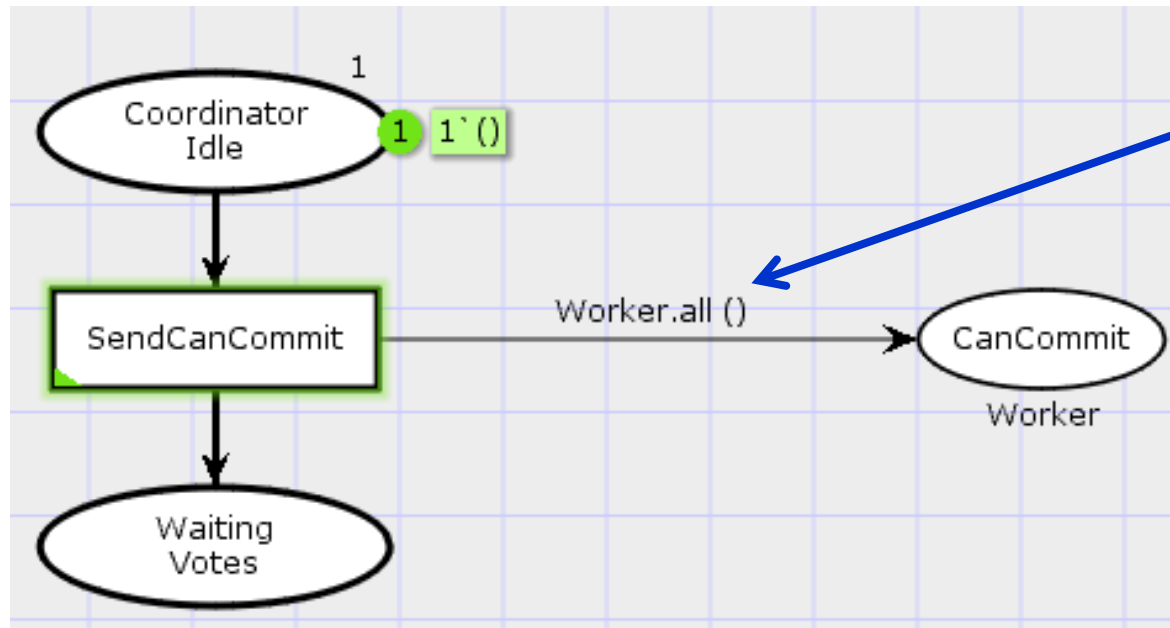 1
Coordinator
Idle
1
1`()
SendCanCommit
Worker.all ()
CanCommit
Worker
Waiting
Votes